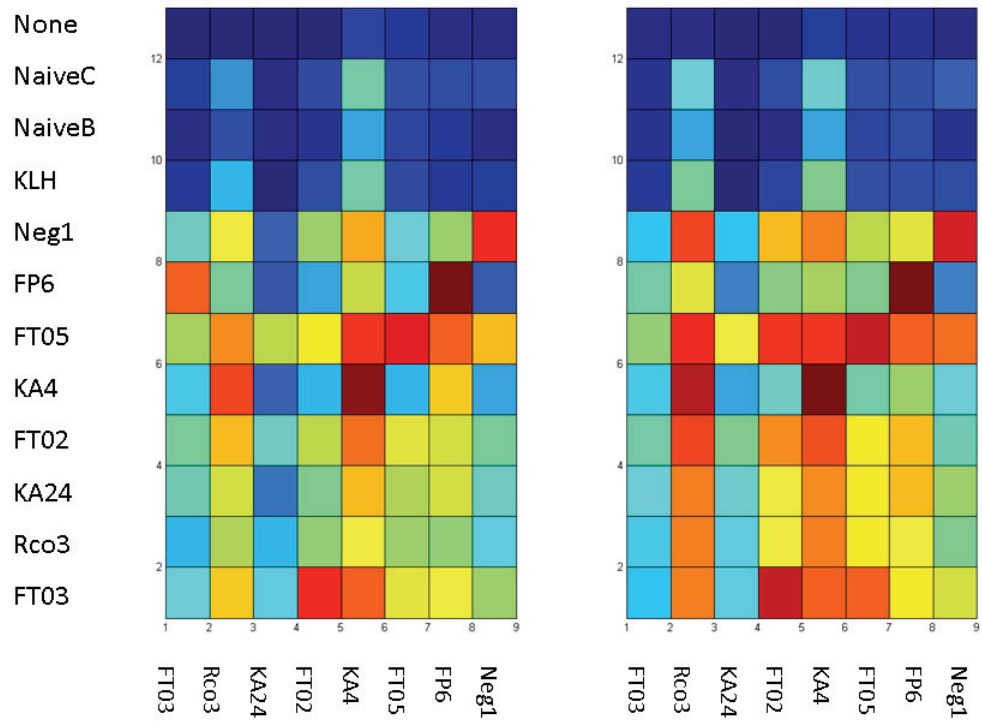 None
NaiveC
NaiveB
KLH
Neg1
FP6
FT05
KA4
FT02
KA24
Rco3
FT03
12
10
8
6
4
2
1 2 3 4 5 6 7 8 9
FT03 Rco3 KA24 FT02 KA4 FT05 FP6 Neg1
12
10
8
6
4
2
1 2 3 4 5 6 7 8 9
FT03 Rco3 KA24 FT02 KA4 FT05 FP6 Neg1